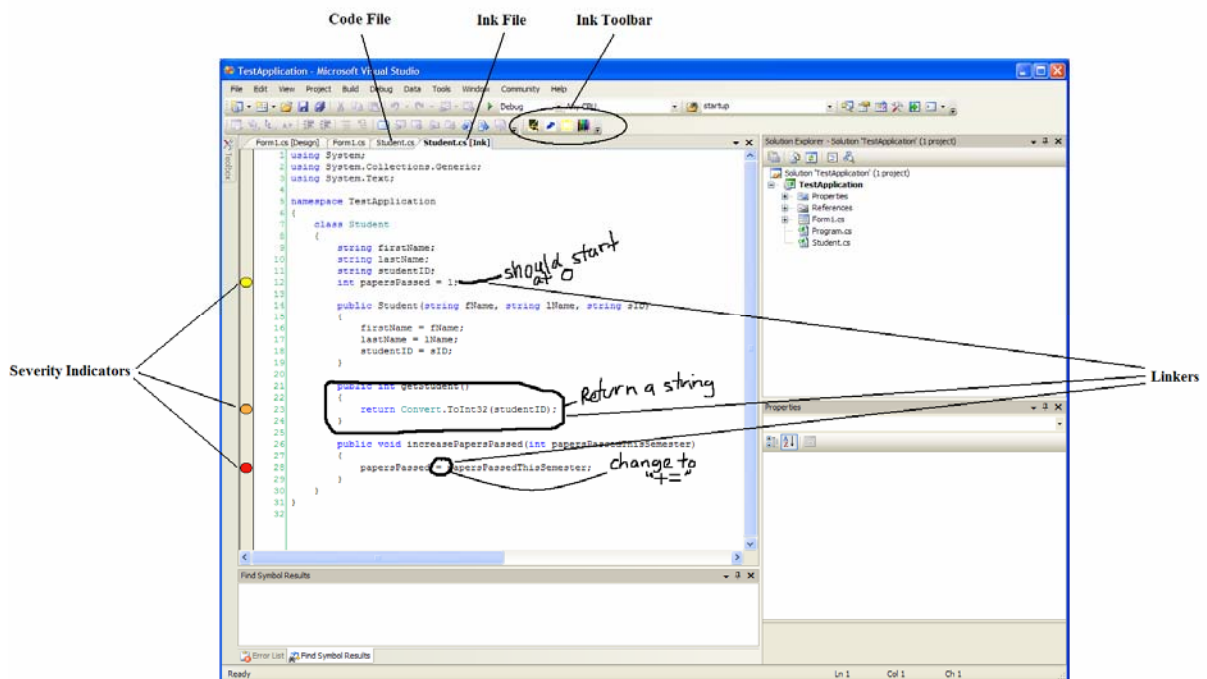 Code File Ink File Ink Toolbar
TestApplication - Microsoft Visual Studio
File Edit View Project Build Debug Data Tools Window Community Help
Debug My CPU startup
Form1.cs [Design] Form1.cs Student.cs Student.cs [Ink]
Toolbox
1 using System;
2 using System.Collections.Generic;
3 using System.Text;
4
5 namespace TestApplication
6 {
7 class Student
8 {
9 string firstName;
10 string lastName;
11 string studentID;
12 int papersPassed = 1;
should start
at 0
13
14 public Student(string fName, string lName, string sID)
15 {
16 firstName = fName;
17 lastName = lName;
18 studentID = sID;
19 }
20
21 public int getStudent()
22 {
23 return Convert.ToInt32(studentID);
24 }
Return a string
25
26 public void increasePapersPassed(int papersPassedThisSemester)
27 {
28 papersPassed = papersPassedThisSemester;
29 }
30 }
31 }
32
change to
"+="
Severity Indicators
Linkers
Solution Explorer - Solution 'TestApplication' (1 project)
Solution 'TestApplication' (1 project)
TestApplication
Properties
References
Form1.cs
Program.cs
Student.cs
Properties
Find Symbol Results
Error List Find Symbol Results
Ready Ln 1 Col 1 Ch 1